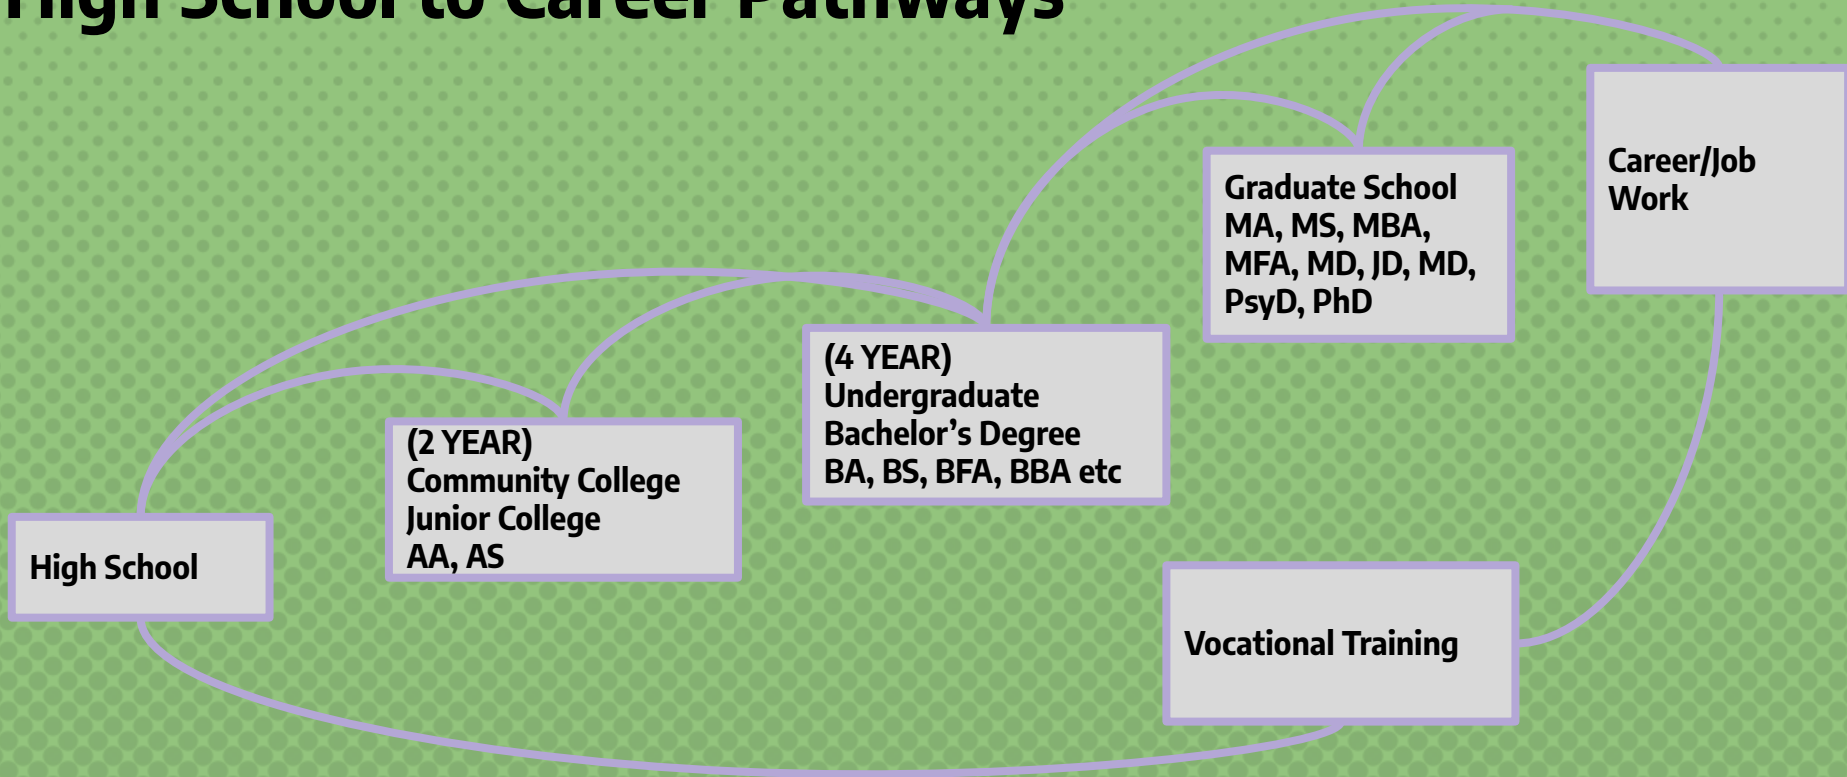 High School to Career Pathways
Career/Job
Work
Graduate School
MA, MS, MBA,
MFA, MD, JD, MD,
PsyD, PhD
(4 YEAR)
Undergraduate
Bachelor’s Degree
BA, BS, BFA, BBA etc
(2 YEAR)
Community College
Junior College
AA, AS
High School
Vocational Training